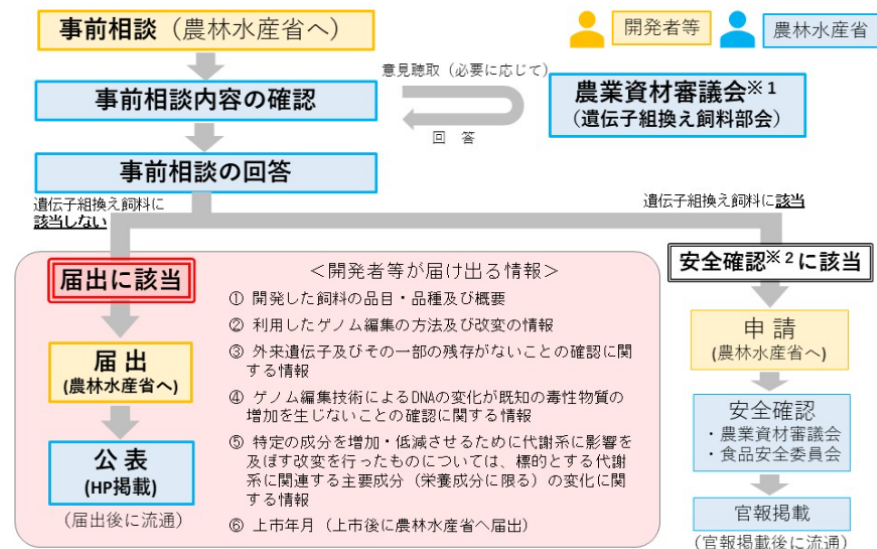 事前相談（農林水産省へ）
開発者等
農林水産省
意見聴取（必要に応じて）
事前相談内容の確認
農業資材審議会※1
（遺伝子組換え飼料部会）
回　答
事前相談の回答
遺伝子組換え飼料に
該当しない
遺伝子組換え飼料に該当
届出に該当
＜開発者等が届け出る情報＞
① 開発した飼料の品目・品種及び概要
② 利用したゲノム編集の方法及び改変の情報
③ 外来遺伝子及びその一部の残存がないことの確認に関
する情報
④ ゲノム編集技術によるDNAの変化が既知の毒性物質の
増加を生じないことの確認に関する情報
⑤ 特定の成分を増加・低減させるために代謝系に影響を
及ぼす改変を行ったものについては、標的とする代謝
系に関連する主要成分（栄養成分に限る）の変化に関
する情報
⑥ 上市年月（上市後に農林水産省へ届出）
届 出
(農林水産省へ)
公 表
(HP掲載)
(届出後に流通)
安全確認※2に該当
申 請
(農林水産省へ)
安全確認
・農業資材審議会
・食品安全委員会
官報掲載
(官報掲載後に流通)